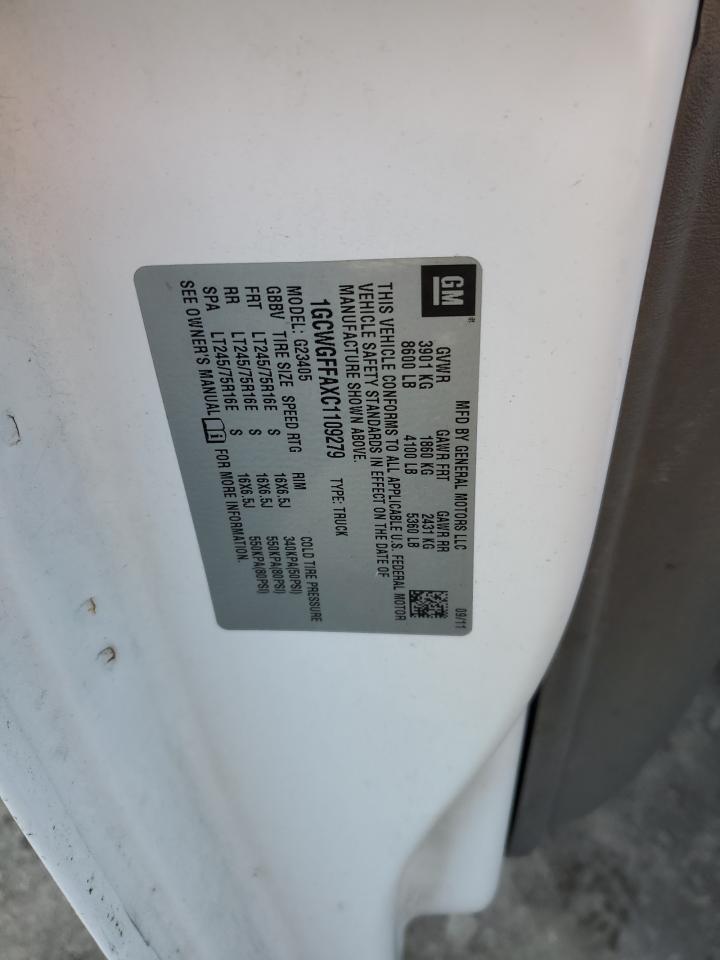 GM
MFD BY GENERAL MOTORS LLC 09/11
GVWR GAWR FRT GAWR RR
3901 KG 1860 KG 2431 KG
8600 LB 4100 LB 5360 LB
THIS VEHICLE CONFORMS TO ALL APPLICABLE U.S. FEDERAL MOTOR
VEHICLE SAFETY STANDARDS IN EFFECT ON THE DATE OF
MANUFACTURE SHOWN ABOVE.
1GCWGFFAXC1109279 TYPE: TRUCK
MODEL: G23405
GBBV TIRE SIZE SPEED RTG RIM COLD TIRE PRESSURE
FRT LT245/75R16E S 16X6.5J 340KPA(50PSI)
RR LT245/75R16E S 16X6.5J 550KPA(80PSI)
SPA LT245/75R16E S 16X6.5J 550KPA(80PSI)
SEE OWNER'S MANUAL i FOR MORE INFORMATION.